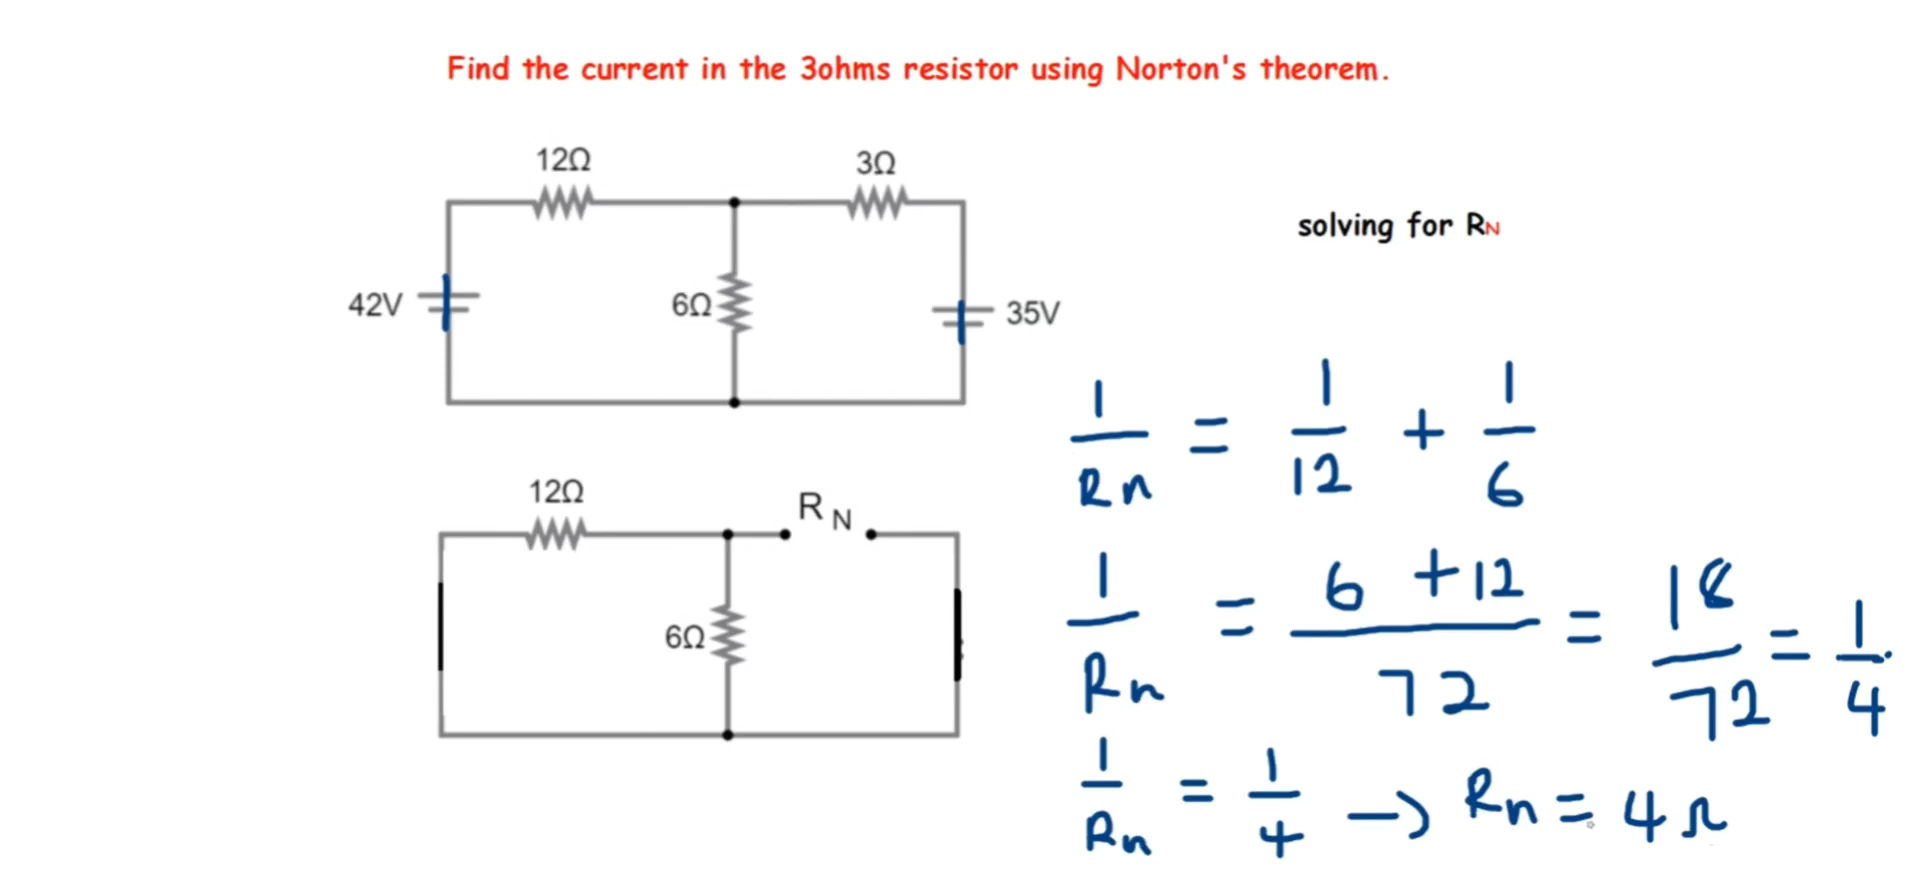 Find the current in the 3ohms resistor using Norton's theorem.
12Ω 3Ω
solving for RN
42V 6Ω 35V
1/Rn = 1/12 + 1/6
12Ω RN
1/Rn = 6 + 12/72 = 18/72 = 1/4
6Ω
1/Rn = 1/4 → Rn = 4Ω